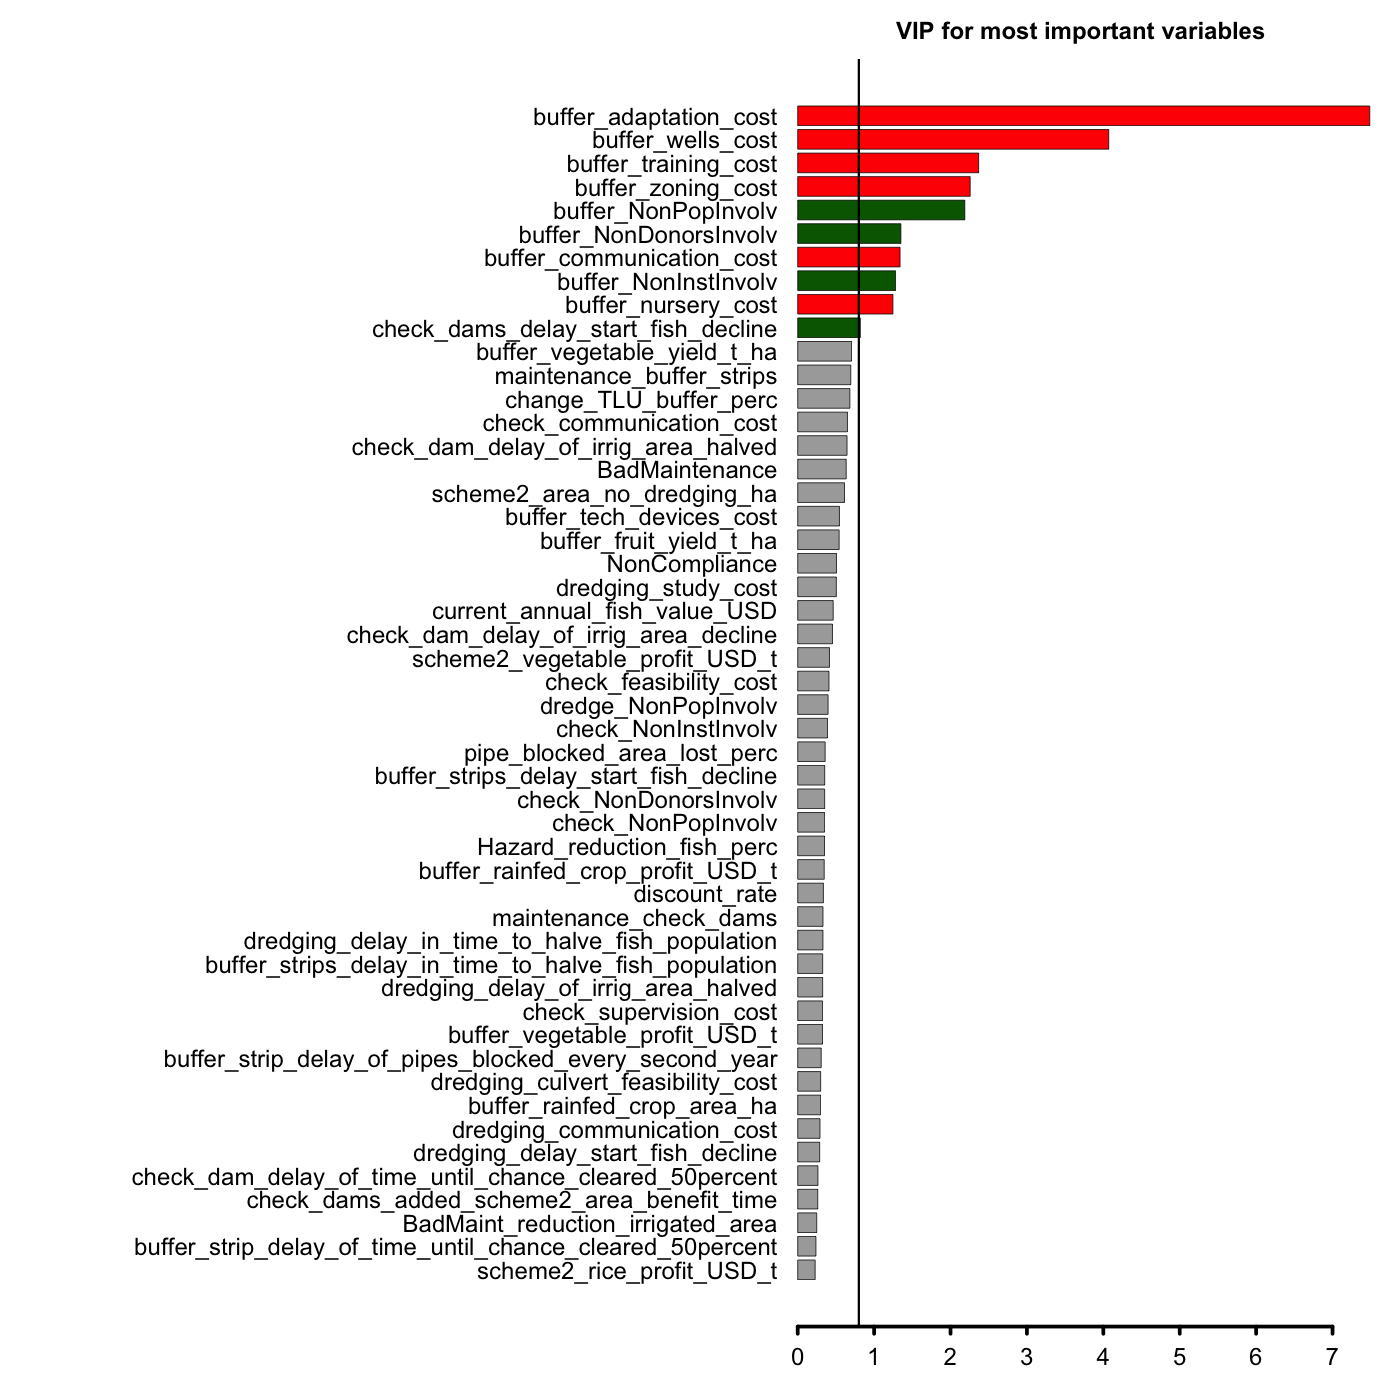 VIP for most important variables
buffer_adaptation_cost
buffer_wells_cost
buffer_training_cost
buffer_zoning_cost
buffer_NonPopInvolv
buffer_NonDonorsInvolv
buffer_communication_cost
buffer_NonInstInvolv
buffer_nursery_cost
check_dams_delay_start_fish_decline
buffer_vegetable_yield_t_ha
maintenance_buffer_strips
change_TLU_buffer_perc
check_communication_cost
check_dam_delay_of_irrig_area_halved
BadMaintenance
scheme2_area_no_dredging_ha
buffer_tech_devices_cost
buffer_fruit_yield_t_ha
NonCompliance
dredging_study_cost
current_annual_fish_value_USD
check_dam_delay_of_irrig_area_decline
scheme2_vegetable_profit_USD_t
check_feasibility_cost
dredge_NonPopInvolv
check_NonInstInvolv
pipe_blocked_area_lost_perc
buffer_strips_delay_start_fish_decline
check_NonDonorsInvolv
check_NonPopInvolv
Hazard_reduction_fish_perc
buffer_rainfed_crop_profit_USD_t
discount_rate
maintenance_check_dams
dredging_delay_in_time_to_halve_fish_population
buffer_strips_delay_in_time_to_halve_fish_population
dredging_delay_of_irrig_area_halved
check_supervision_cost
buffer_vegetable_profit_USD_t
buffer_strip_delay_of_pipes_blocked_every_second_year
dredging_culvert_feasibility_cost
buffer_rainfed_crop_area_ha
dredging_communication_cost
dredging_delay_start_fish_decline
check_dam_delay_of_time_until_chance_cleared_50percent
check_dams_added_scheme2_area_benefit_time
BadMaint_reduction_irrigated_area
buffer_strip_delay_of_time_until_chance_cleared_50percent
scheme2_rice_profit_USD_t
0 1 2 3 4 5 6 7